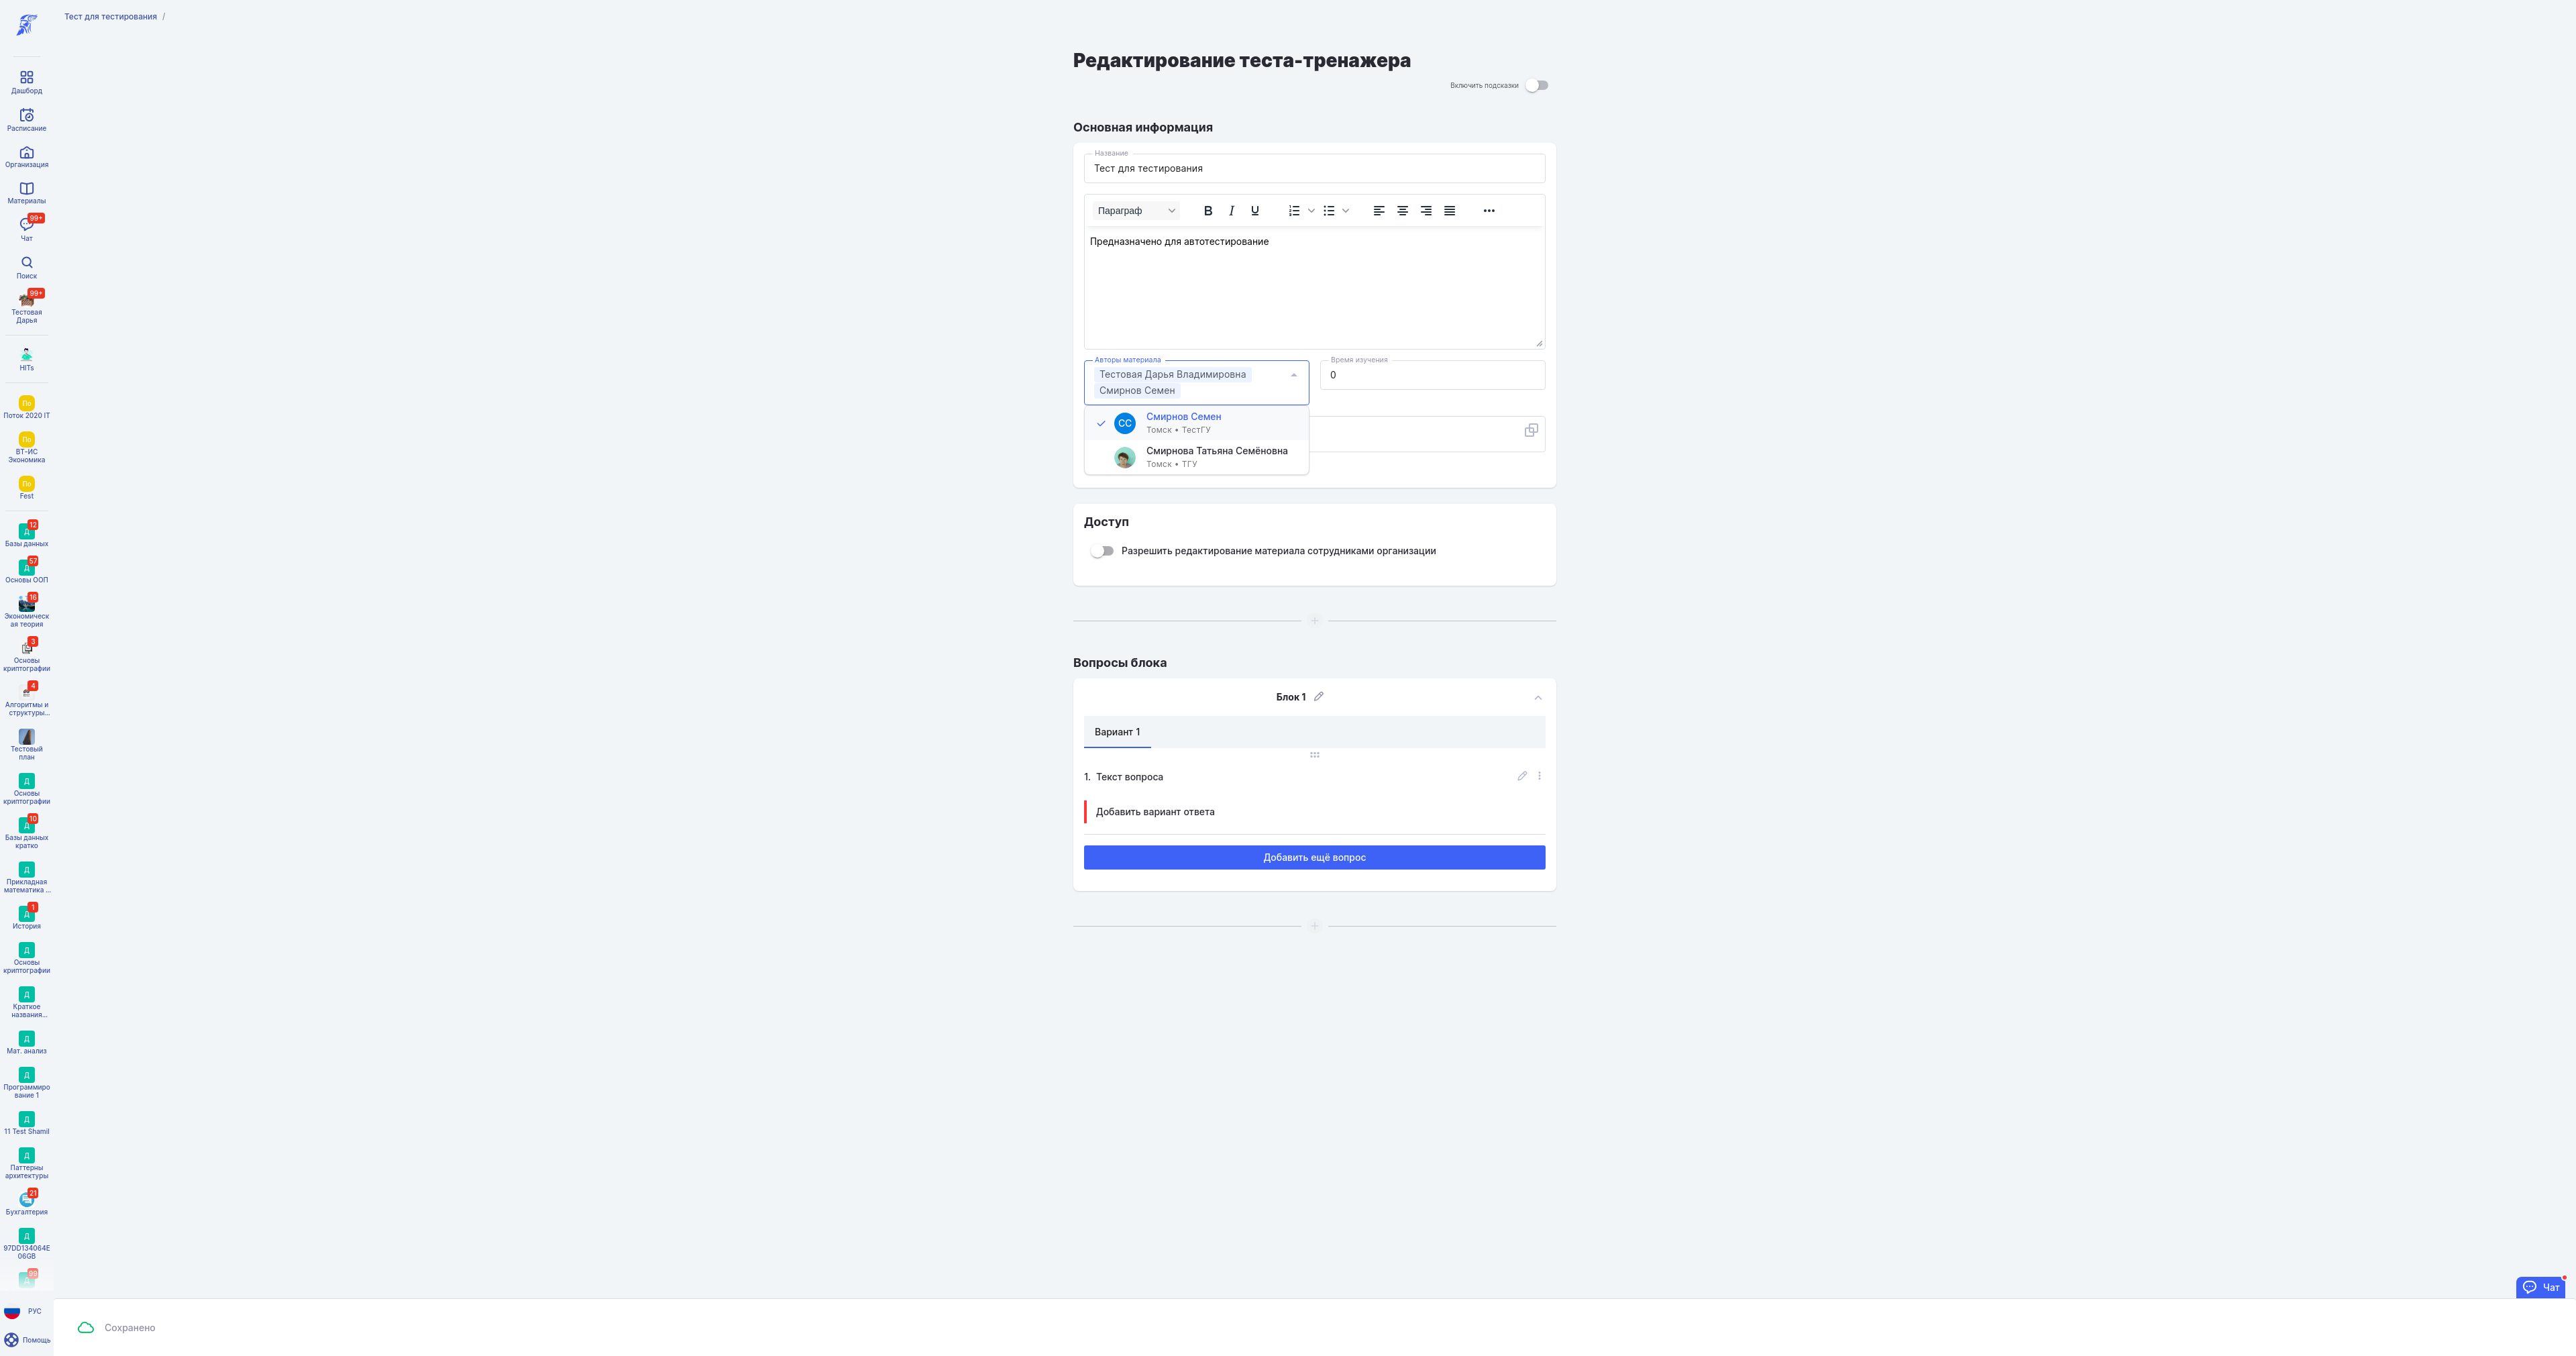 Тест для тестирования /
Дашборд
Расписание
Организация
Материалы
99+
Чат
Поиск
99+
Тестовая
Дарья
HITs
По
Поток 2020 IT
По
ВТ-ИС
Экономика
По
Fest
12
Д
Базы данных
57
Д
Основы ООП
16
Экономическ
ая теория
3
Основы
криптографии
4
Алгоритмы и
структуры...
Тестовый
план
Д
Основы
криптографии
10
Д
Базы данных
кратко
Д
Прикладная
математика ...
1
Д
История
Д
Основы
криптографии
Д
Краткое
названия...
Д
Мат. анализ
Д
Программиро
вание 1
Д
11 Test Shamil
Д
Паттерны
архитектуры
21
Бухгалтерия
Д
97DD134064E
06GB
99
Д
РУС
Помощь
Редактирование теста-тренажера
Включить подсказки
Основная информация
Название
Тест для тестирования
Параграф
B I U
Предназначено для автотестирование
Авторы материала
Тестовая Дарья Владимировна
Смирнов Семен
Время изучения
0
СС
Смирнов Семен
Томск • ТестГУ
Смирнова Татьяна Семёновна
Томск • ТГУ
Доступ
Разрешить редактирование материала сотрудниками организации
Вопросы блока
Блок 1
Вариант 1
1. Текст вопроса
Добавить вариант ответа
Добавить ещё вопрос
Чат
Сохранено